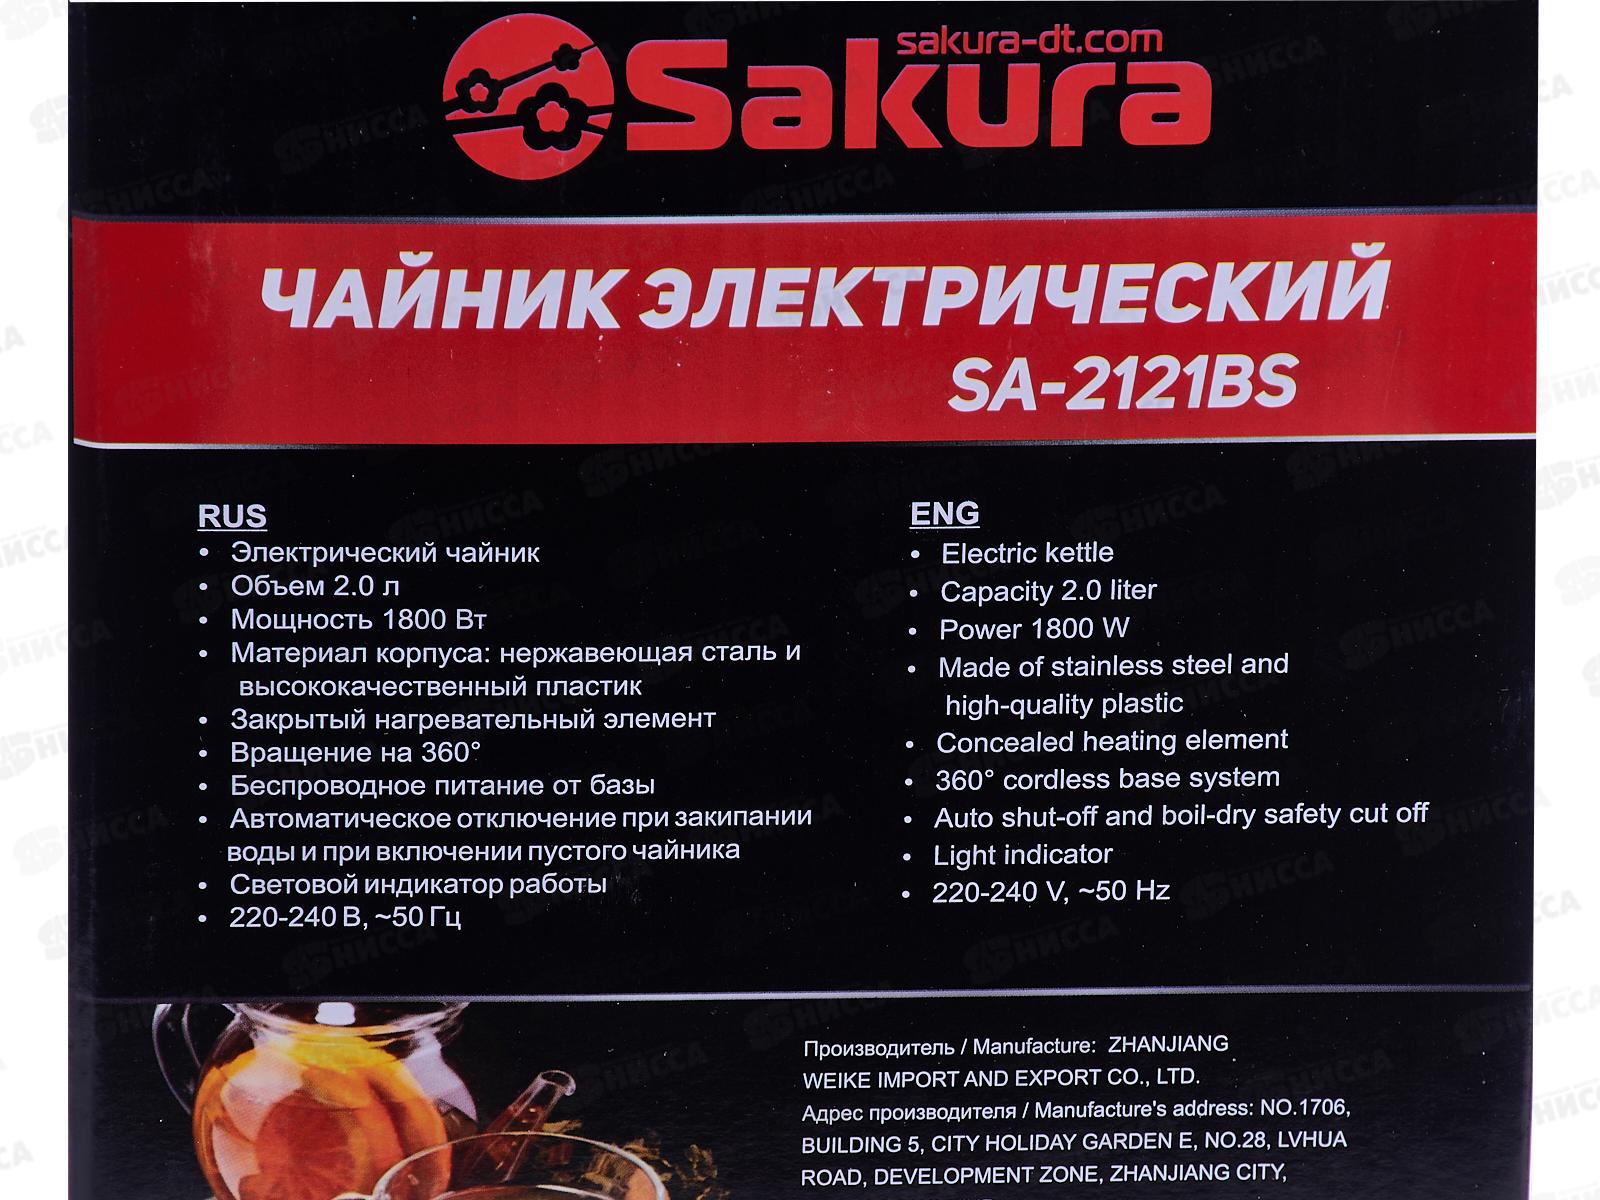 sakura-dt.com
Sakura
ЧАЙНИК ЭЛЕКТРИЧЕСКИЙ
SA-2121BS
RUS
• Электрический чайник
• Объем 2.0 л
• Мощность 1800 Вт
• Материал корпуса: нержавеющая сталь и
высококачественный пластик
• Закрытый нагревательный элемент
• Вращение на 360°
• Беспроводное питание от базы
• Автоматическое отключение при закипании
воды и при включении пустого чайника
• Световой индикатор работы
• 220-240 В, ~50 Гц
ENG
• Electric kettle
• Capacity 2.0 liter
• Power 1800 W
• Made of stainless steel and
high-quality plastic
• Concealed heating element
• 360° cordless base system
• Auto shut-off and boil-dry safety cut off
• Light indicator
• 220-240 V, ~50 Hz
Производитель / Manufacture: ZHANJIANG
WEIKE IMPORT AND EXPORT CO., LTD.
Адрес производителя / Manufacture's address: NO.1706,
BUILDING 5, CITY HOLIDAY GARDEN E, NO.28, LVHUA
ROAD, DEVELOPMENT ZONE, ZHANJIANG CITY,
НИССА